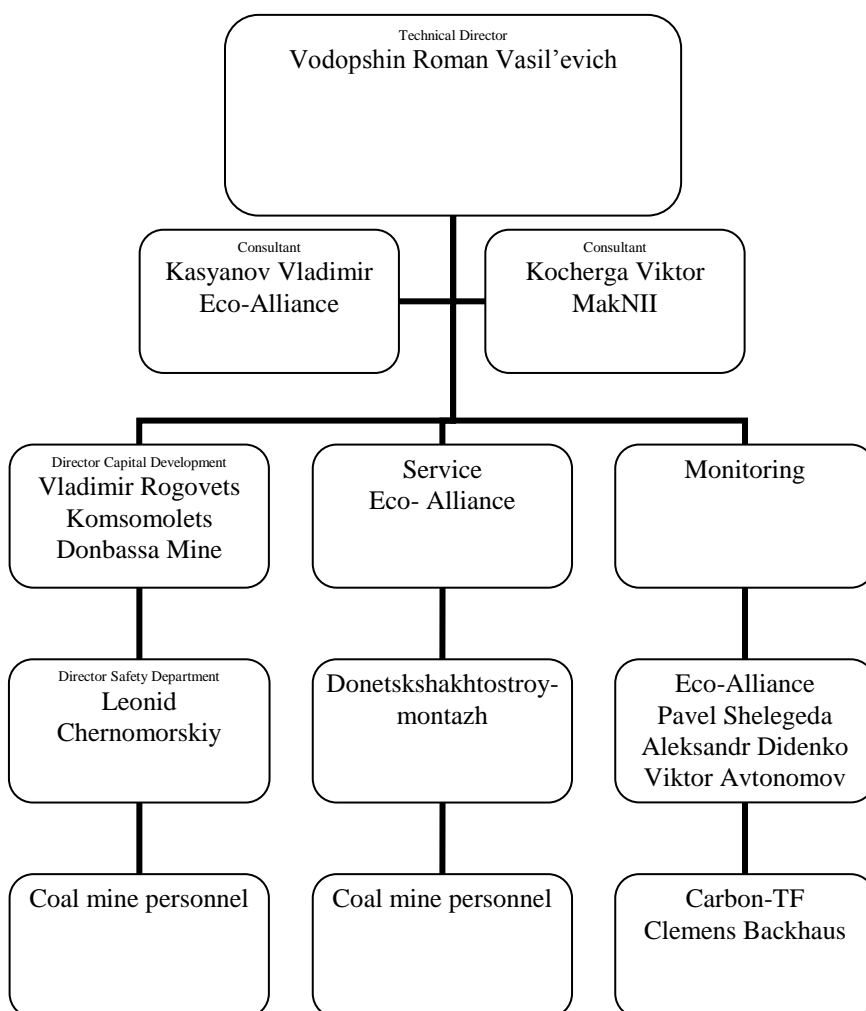 Technical Director
Vodopshin Roman Vasil’evich
Consultant
Kasyanov Vladimir
Eco-Alliance
Consultant
Kocherga Viktor
MakNII
Director Capital Development
Vladimir Rogovets
Komsomolets
Donbassa Mine
Service
Eco- Alliance
Monitoring
Director Safety Department
Leonid
Chernomorskiy
Donetskshakhtostroy-
montazh
Eco-Alliance
Pavel Shelegeda
Aleksandr Didenko
Viktor Avtonomov
Coal mine personnel
Coal mine personnel
Carbon-TF
Clemens Backhaus